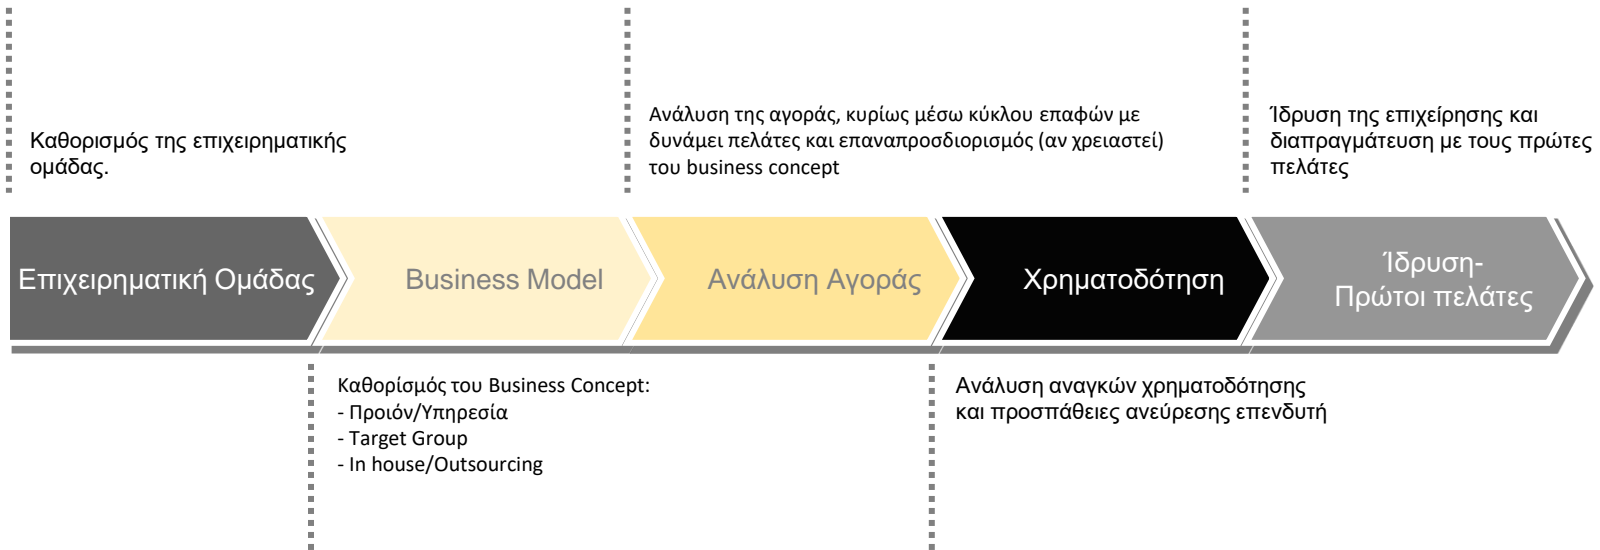 Καθορισμός της επιχειρηματικής
ομάδας.
Ανάλυση της αγοράς, κυρίως μέσω κύκλου επαφών με
δυνάμει πελάτες και επαναπροσδιορισμός (αν χρειαστεί)
του business concept
Ίδρυση της επιχείρησης και
διαπραγμάτευση με τους πρώτες
πελάτες
Επιχειρηματική Ομάδας
Business Model
Ανάλυση Αγοράς
Χρηματοδότηση
Ίδρυση-
Πρώτοι πελάτες
Καθορίσμός του Business Concept:
- Προιόν/Υπηρεσία
- Target Group
- In house/Outsourcing
Ανάλυση αναγκών χρηματοδότησης
και προσπάθειες ανεύρεσης επενδυτή